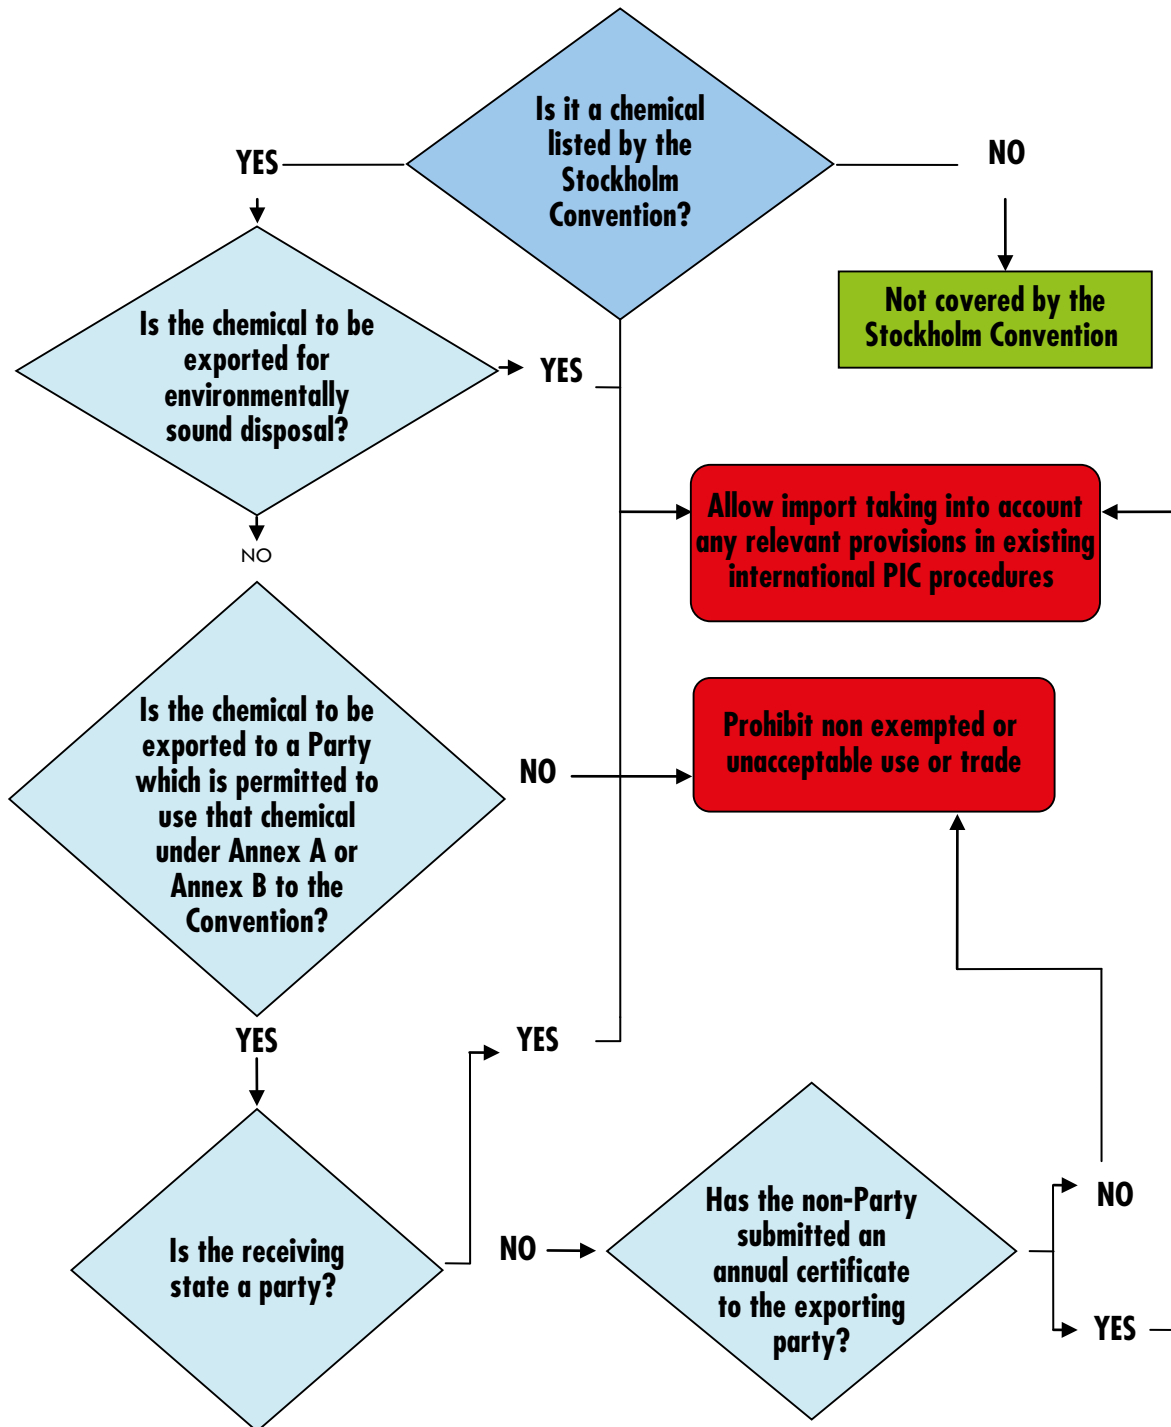 Is it a chemical
listed by the
Stockholm
Convention?
YES
NO
Not covered by the
Stockholm Convention
Is the chemical to be
exported for
environmentally
sound disposal?
YES
NO
Allow import taking into account
any relevant provisions in existing
international PIC procedures
Is the chemical to be
exported to a Party
which is permitted to
use that chemical
under Annex A or
Annex B to the
Convention?
NO
Prohibit non exempted or
unacceptable use or trade
YES
YES
Is the receiving
state a party?
NO
Has the non-Party
submitted an
annual certificate
to the exporting
party?
NO
YES